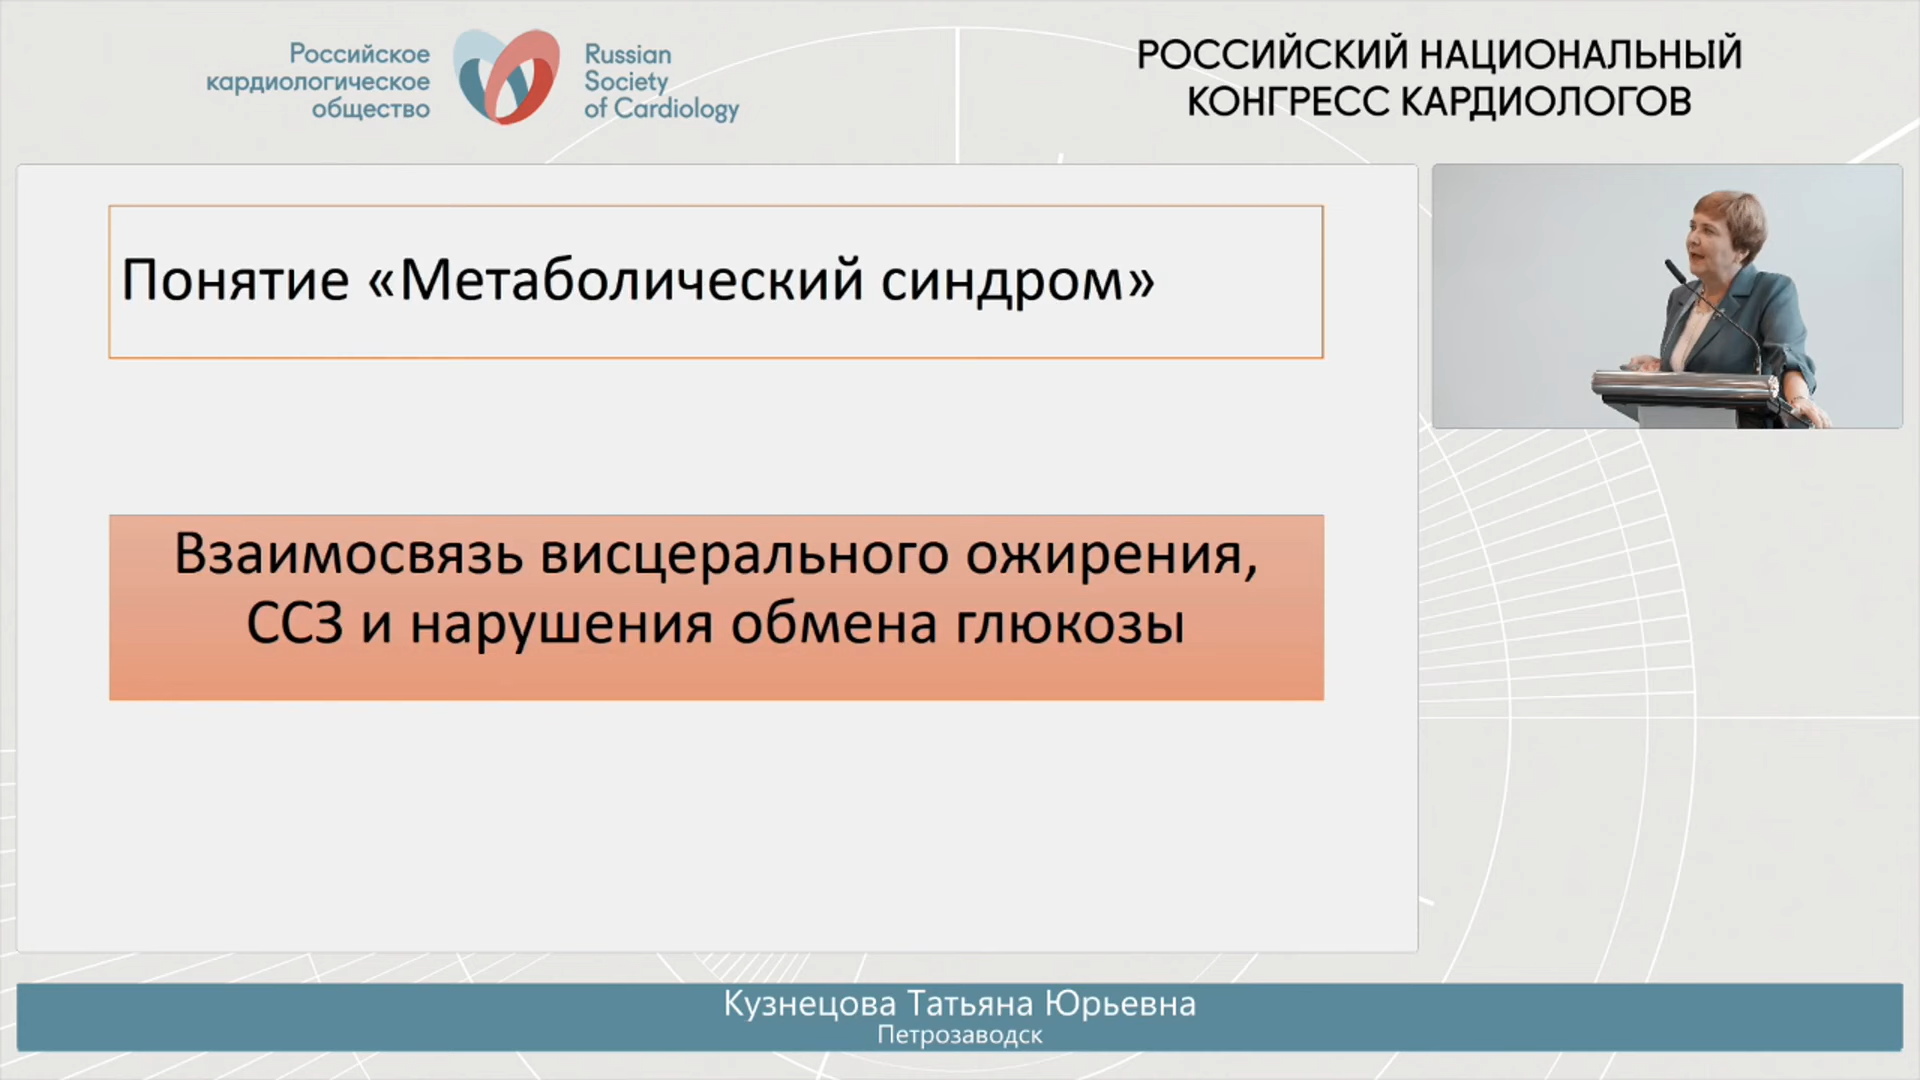 Российское
кардиологическое
общество
Russian
Society
of Cardiology
РОССИЙСКИЙ НАЦИОНАЛЬНЫЙ
КОНГРЕСС КАРДИОЛОГОВ
Понятие «Метаболический синдром»
Взаимосвязь висцерального ожирения,
ССЗ и нарушения обмена глюкозы
Кузнецова Татьяна Юрьевна
Петрозаводск